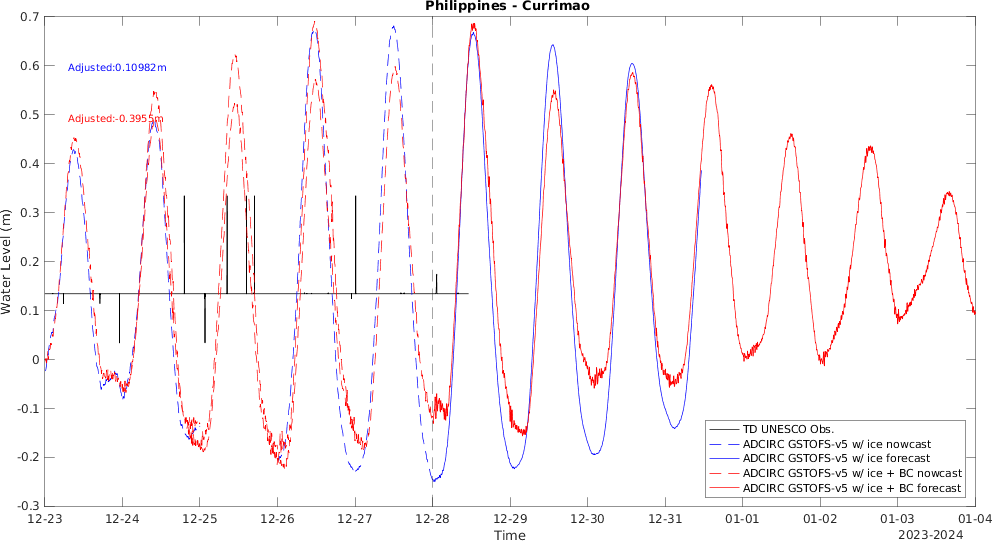 Philippines - Currimao
0.7
0.6
0.5
0.4
0.3
0.2
0.1
0
-0.1
-0.2
-0.3
Water Level (m)
Adjusted:0.10982m
Adjusted:-0.3955m
TD UNESCO Obs.
ADCIRC GSTOFS-v5 w/ ice nowcast
ADCIRC GSTOFS-v5 w/ ice forecast
ADCIRC GSTOFS-v5 w/ ice + BC nowcast
ADCIRC GSTOFS-v5 w/ ice + BC forecast
12-23 12-24 12-25 12-26 12-27 12-28 12-29 12-30 12-31 01-01 01-02 01-03 01-04
Time
2023-2024